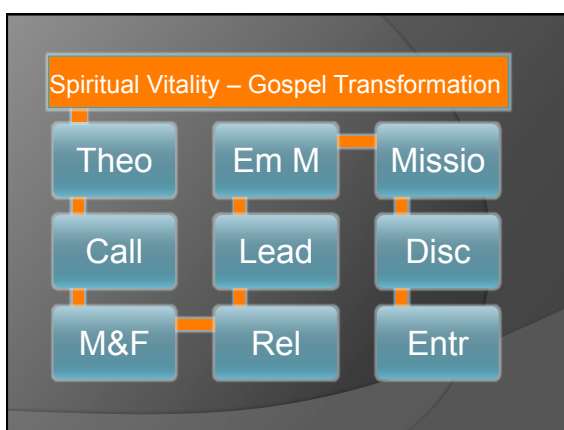 Spiritual Vitality – Gospel Transformation
Theo
Em M
Missio
Call
Lead
Disc
M&F
Rel
Entr